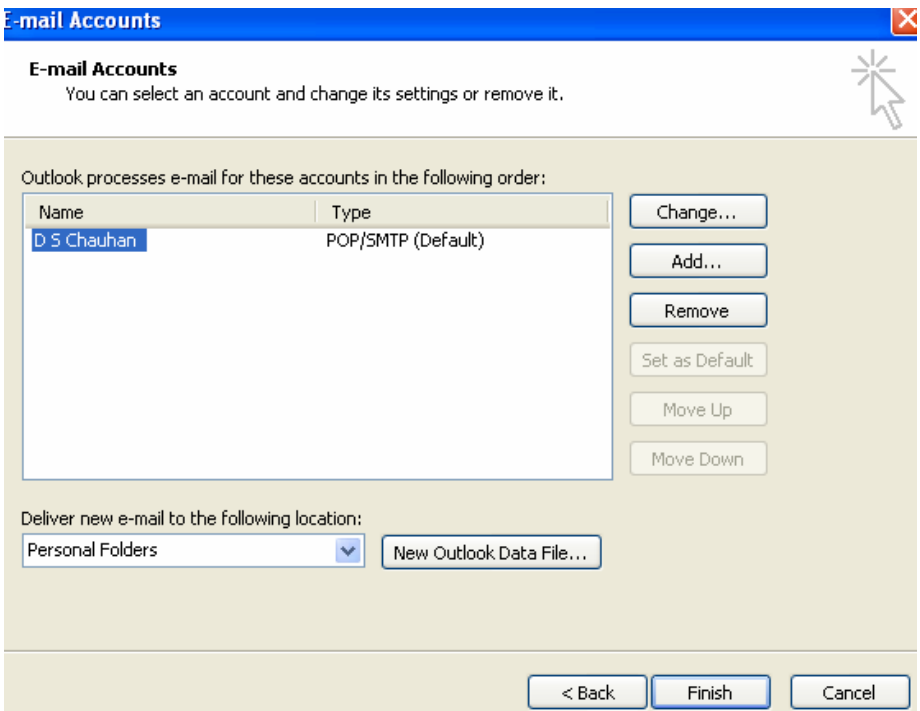 E-mail Accounts
E-mail Accounts
You can select an account and change its settings or remove it.
Outlook processes e-mail for these accounts in the following order:
Name Type
D S Chauhan POP/SMTP (Default)
Change...
Add...
Remove
Set as Default
Move Up
Move Down
Deliver new e-mail to the following location:
Personal Folders New Outlook Data File...
< Back Finish Cancel